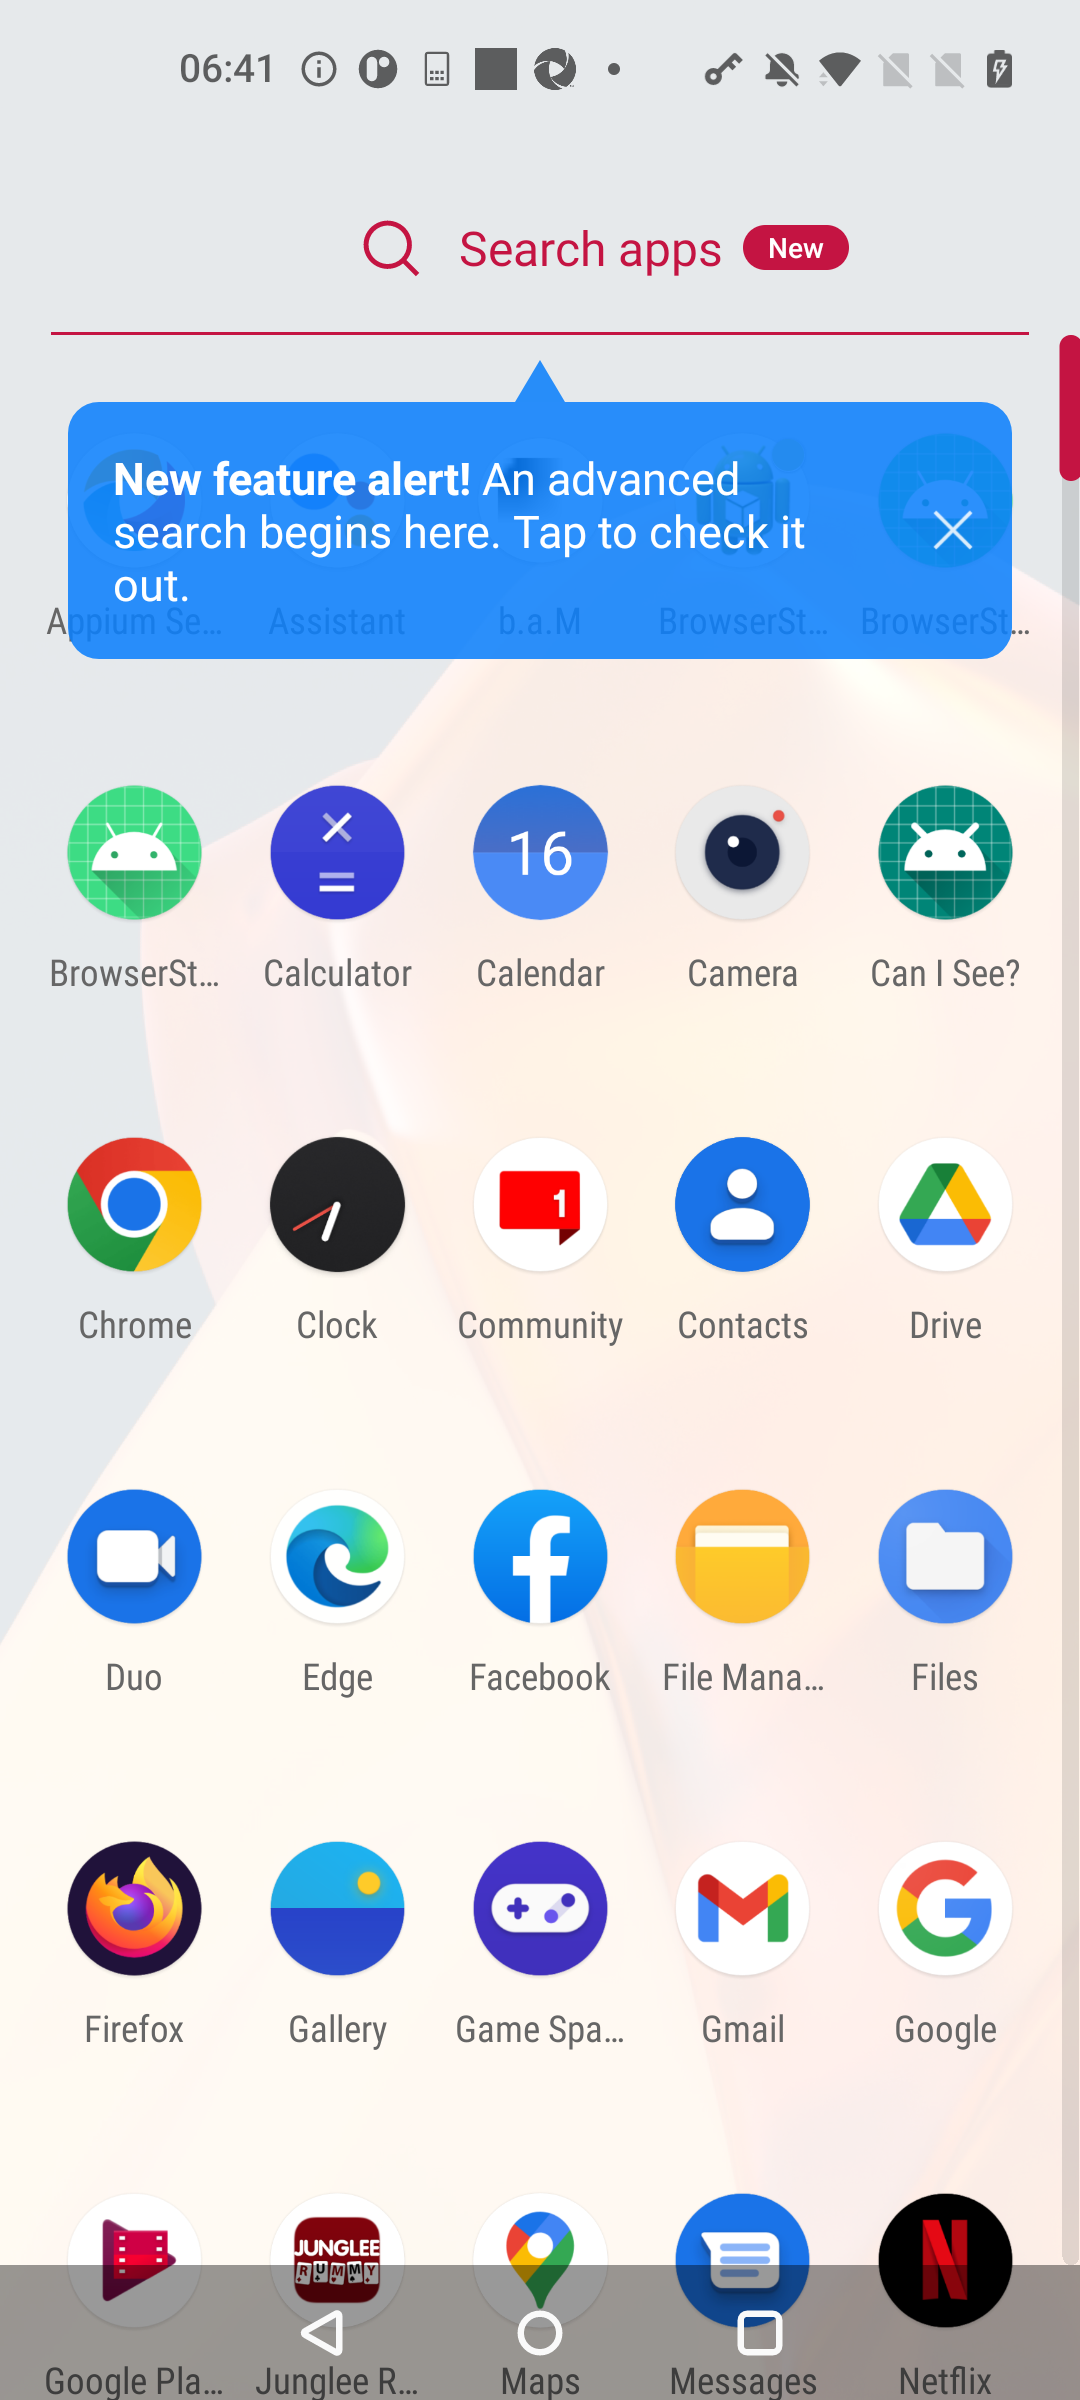 06:41
Search apps New
New feature alert! An advanced
search begins here. Tap to check it
out.
Appium Se... Assistant b.a.M BrowserSt... BrowserSt...
16
BrowserSt... Calculator Calendar Camera Can I See?
1
Chrome Clock Community Contacts Drive
Duo Edge Facebook File Mana... Files
Firefox Gallery Game Spa... Gmail Google
JUNGLEE
RUMMY
Google Pla... Junglee R... Maps Messages Netflix